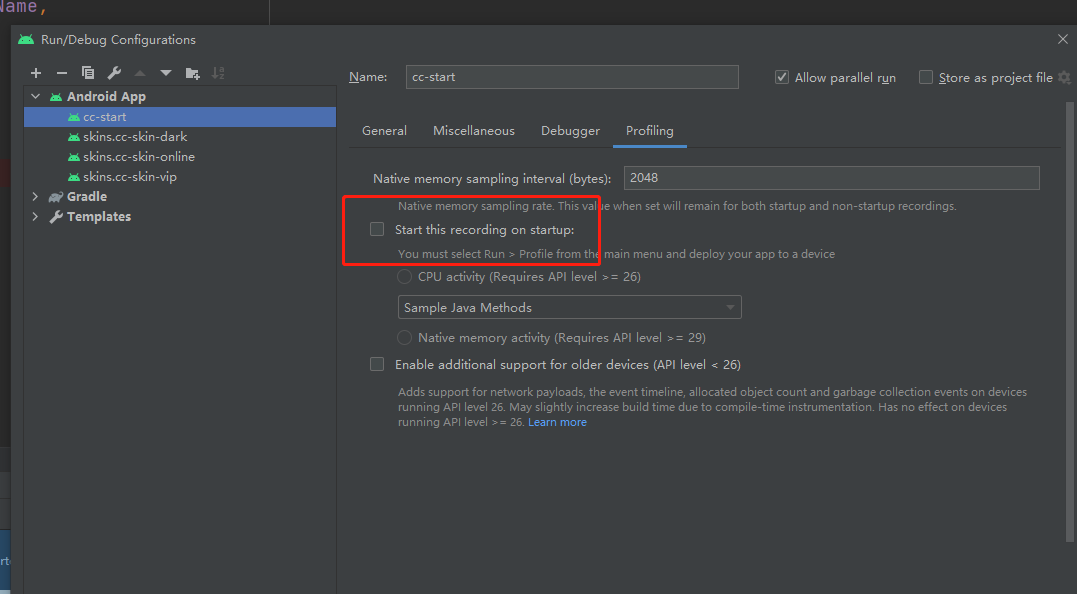 Name,
Run/Debug Configurations
Name:
cc-start
Allow parallel run
Store as project file
Android App
cc-start
skins.cc-skin-dark
skins.cc-skin-online
skins.cc-skin-vip
Gradle
Templates
General
Miscellaneous
Debugger
Profiling
Native memory sampling interval (bytes):
2048
Native memory sampling rate. This value when set will remain for both startup and non-startup recordings.
Start this recording on startup:
You must select Run > Profile from the main menu and deploy your app to a device
CPU activity (Requires API level >= 26)
Sample Java Methods
Native memory activity (Requires API level >= 29)
Enable additional support for older devices (API level < 26)
Adds support for network payloads, the event timeline, allocated object count and garbage collection events on devices
running API level 26. May slightly increase build time due to compile-time instrumentation. Has no effect on devices
running API level >= 26. Learn more